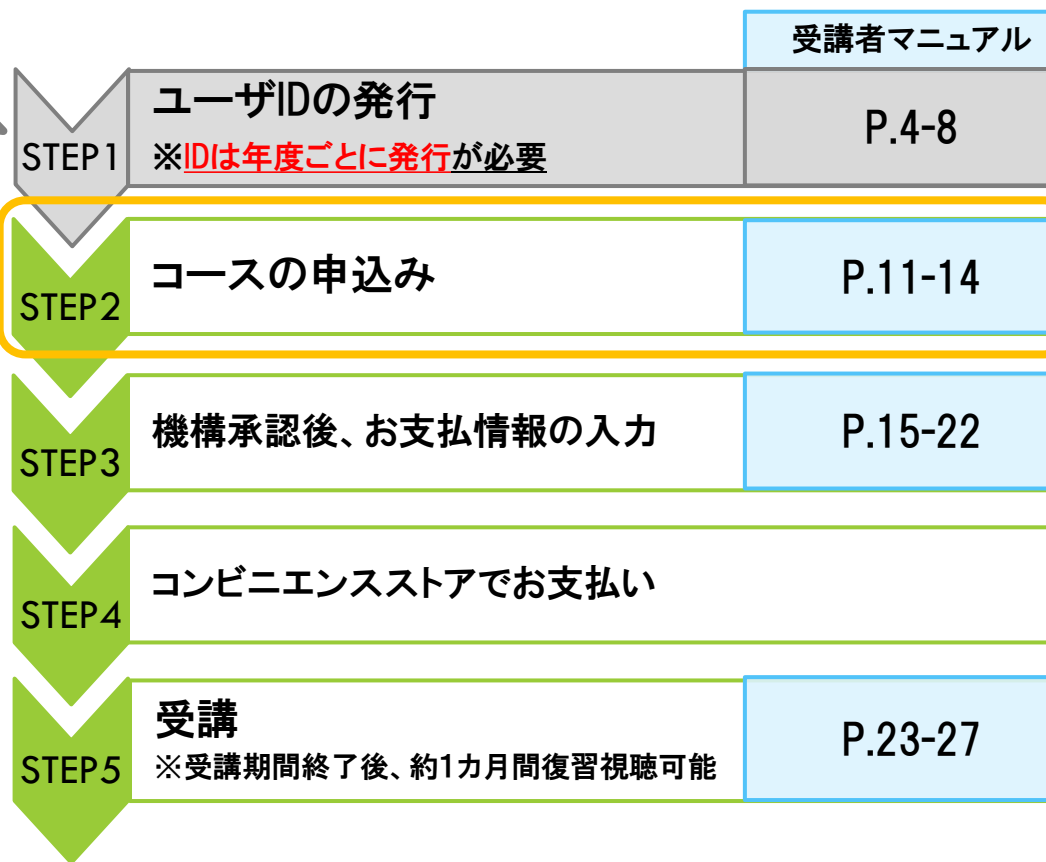 受講者マニュアル
STEP1
ユーザIDの発行
※IDは年度ごとに発行が必要
P.4-8
STEP2
コースの申込み
P.11-14
STEP3
機構承認後、お支払情報の入力
P.15-22
STEP4
コンビニエンスストアでお支払い
STEP5
受講
※受講期間終了後、約1カ月間復習視聴可能
P.23-27